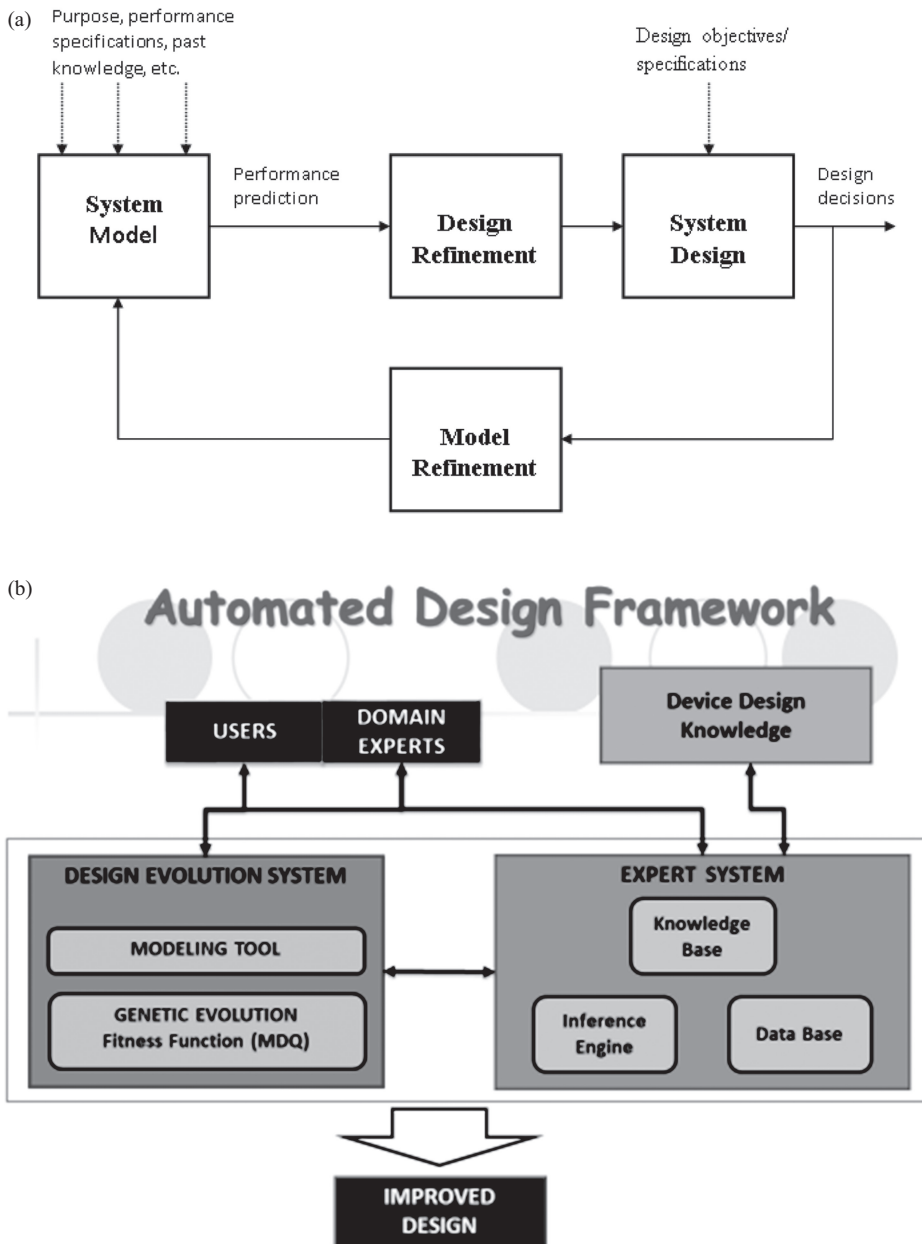 (a)
Purpose, performance
specifications, past
knowledge, etc.
Design objectives/
specifications
System
Model
Performance
prediction
Design
Refinement
System
Design
Design
decisions
Model
Refinement
(b)
Automated Design Framework
USERS
DOMAIN
EXPERTS
Device Design
Knowledge
DESIGN EVOLUTION SYSTEM
MODELING TOOL
GENETIC EVOLUTION
Fitness Function (MDQ)
EXPERT SYSTEM
Knowledge
Base
Inference
Engine
Data Base
IMPROVED
DESIGN